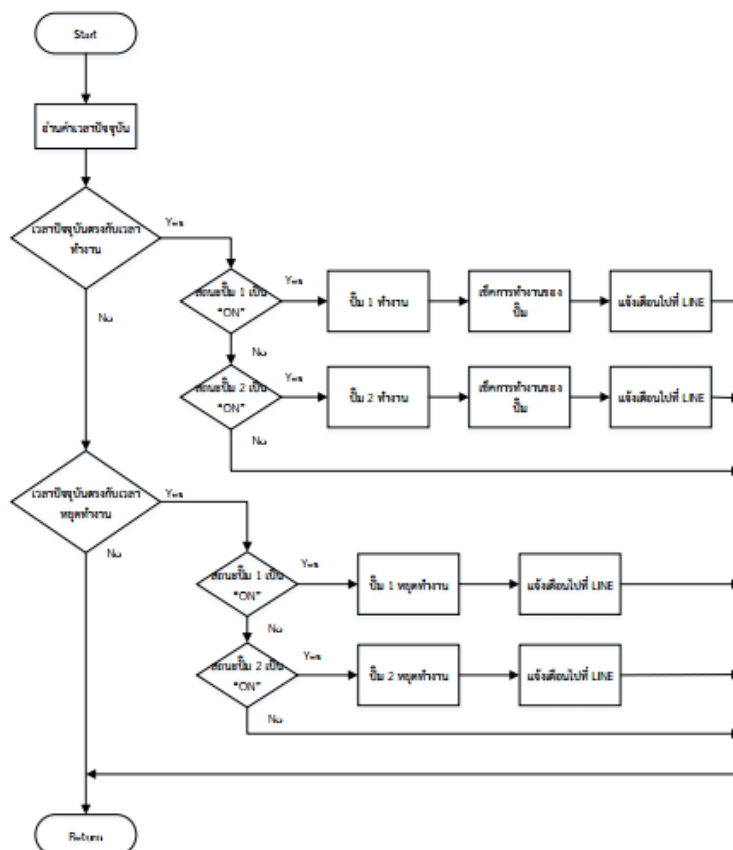 Start
อ่านค่าเวลาปัจจุบัน
เวลาปัจจุบันตรงกับเวลา
ทำงาน
Yes
No
สถนะปั๊ม 1 เป็น
"ON"
Yes
ปั๊ม 1 ทำงาน
เช็คการทำงานของ
ปั๊ม
แจ้งเตือนไปที่ LINE
No
สถนะปั๊ม 2 เป็น
"ON"
Yes
ปั๊ม 2 ทำงาน
เช็คการทำงานของ
ปั๊ม
แจ้งเตือนไปที่ LINE
No
เวลาปัจจุบันตรงกับเวลา
หยุดทำงาน
Yes
No
สถนะปั๊ม 1 เป็น
"ON"
Yes
ปั๊ม 1 หยุดทำงาน
แจ้งเตือนไปที่ LINE
No
สถนะปั๊ม 2 เป็น
"ON"
Yes
ปั๊ม 2 หยุดทำงาน
แจ้งเตือนไปที่ LINE
No
Return